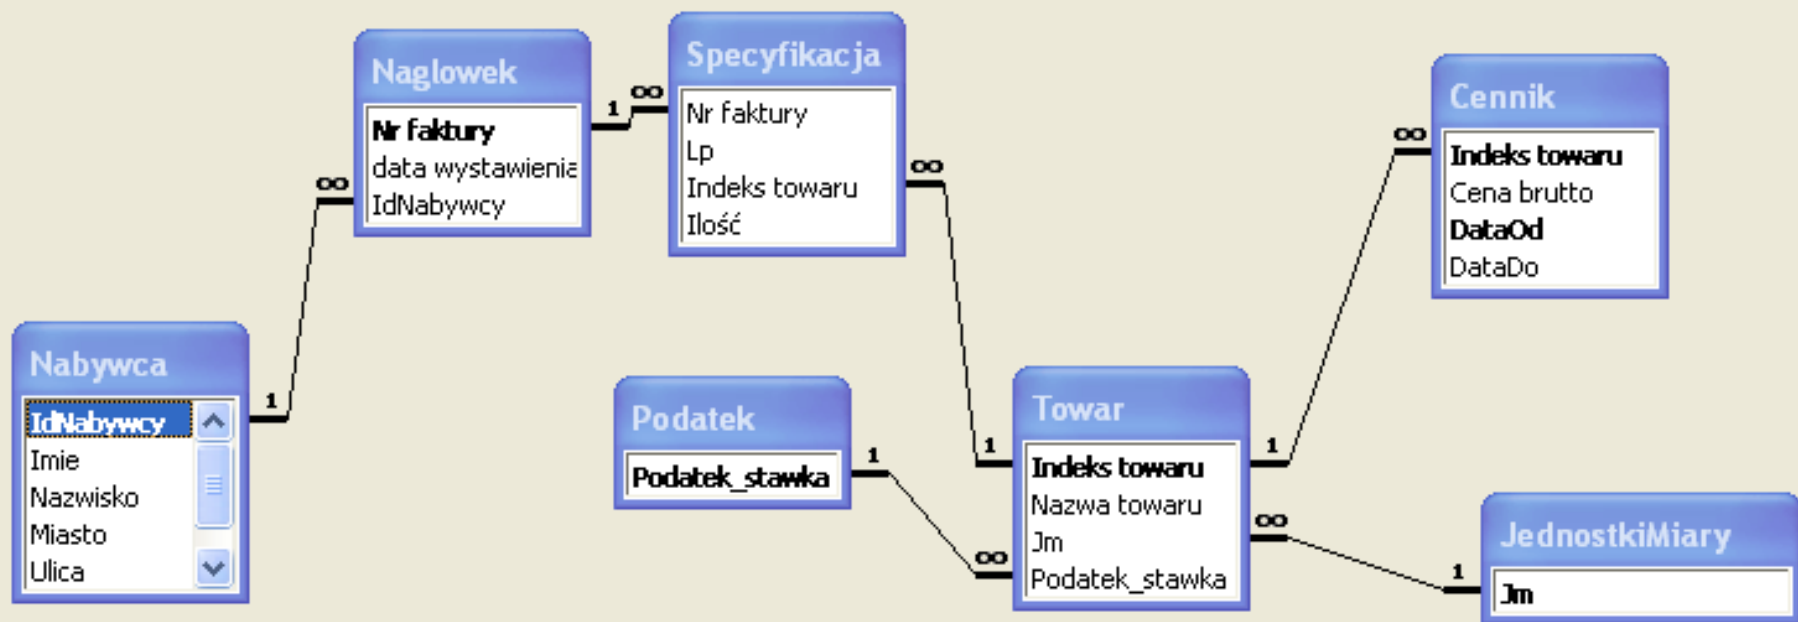 Naglowek
Nr faktury
data wystawienia
IdNabywcy
1
∞
∞
Specyfikacja
Nr faktury
Lp
Indeks towaru
Ilość
∞
Cennik
Indeks towaru
Cena brutto
DataOd
DataDo
∞
Nabywca
IdNabywcy
Imie
Nazwisko
Miasto
Ulica
1
Podatek
Podatek_stawka
1
∞
Towar
Indeks towaru
Nazwa towaru
Jm
Podatek_stawka
1
1
∞
JednostkiMiary
Jm
1